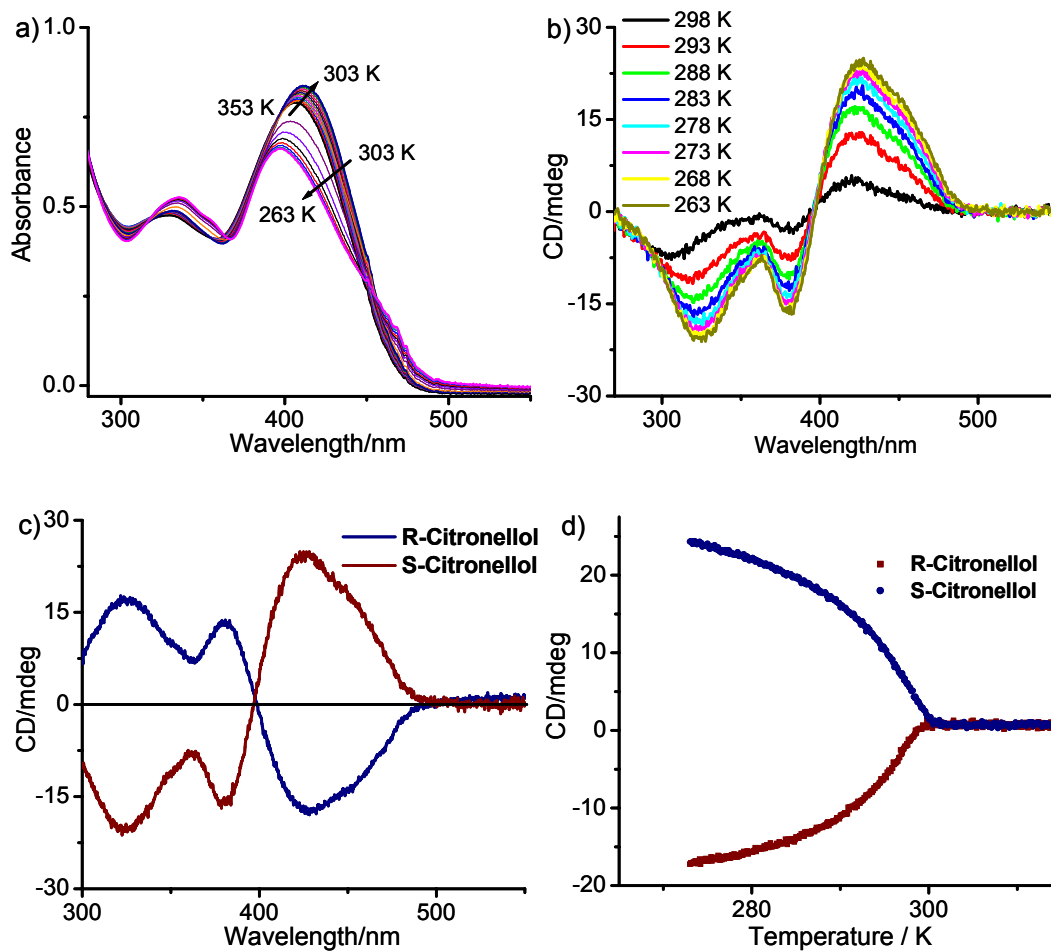 a)
1.0
0.5
0.0
Absorbance
353 K
303 K
303 K
263 K
300
400
500
Wavelength/nm
b)
298 K
293 K
288 K
283 K
278 K
273 K
268 K
263 K
30
15
0
-15
-30
CD/mdeg
300
400
500
Wavelength/nm
c)
R-Citronellol
S-Citronellol
30
15
0
-15
-30
CD/mdeg
300
400
500
Wavelength/nm
d)
R-Citronellol
S-Citronellol
20
10
0
-10
-20
CD/mdeg
280
300
Temperature / K